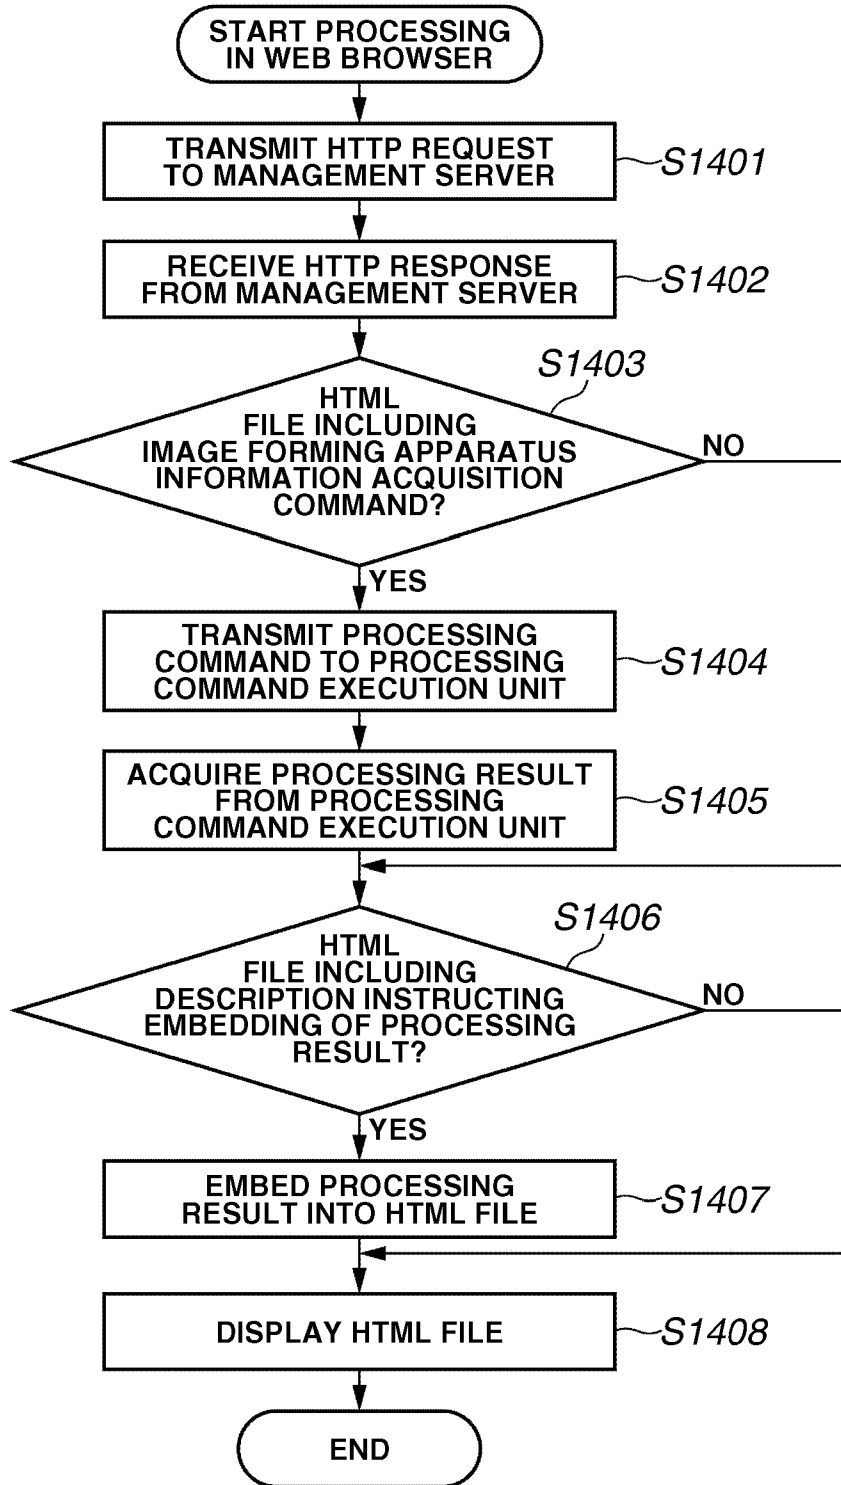 START PROCESSING
IN WEB BROWSER
TRANSMIT HTTP REQUEST
TO MANAGEMENT SERVER
S1401
RECEIVE HTTP RESPONSE
FROM MANAGEMENT SERVER
S1402
S1403
HTML
FILE INCLUDING
IMAGE FORMING APPARATUS
INFORMATION ACQUISITION
COMMAND?
NO
YES
TRANSMIT PROCESSING
COMMAND TO PROCESSING
COMMAND EXECUTION UNIT
S1404
ACQUIRE PROCESSING RESULT
FROM PROCESSING
COMMAND EXECUTION UNIT
S1405
S1406
HTML
FILE INCLUDING
DESCRIPTION INSTRUCTING
EMBEDDING OF PROCESSING
RESULT?
NO
YES
EMBED PROCESSING
RESULT INTO HTML FILE
S1407
DISPLAY HTML FILE
S1408
END